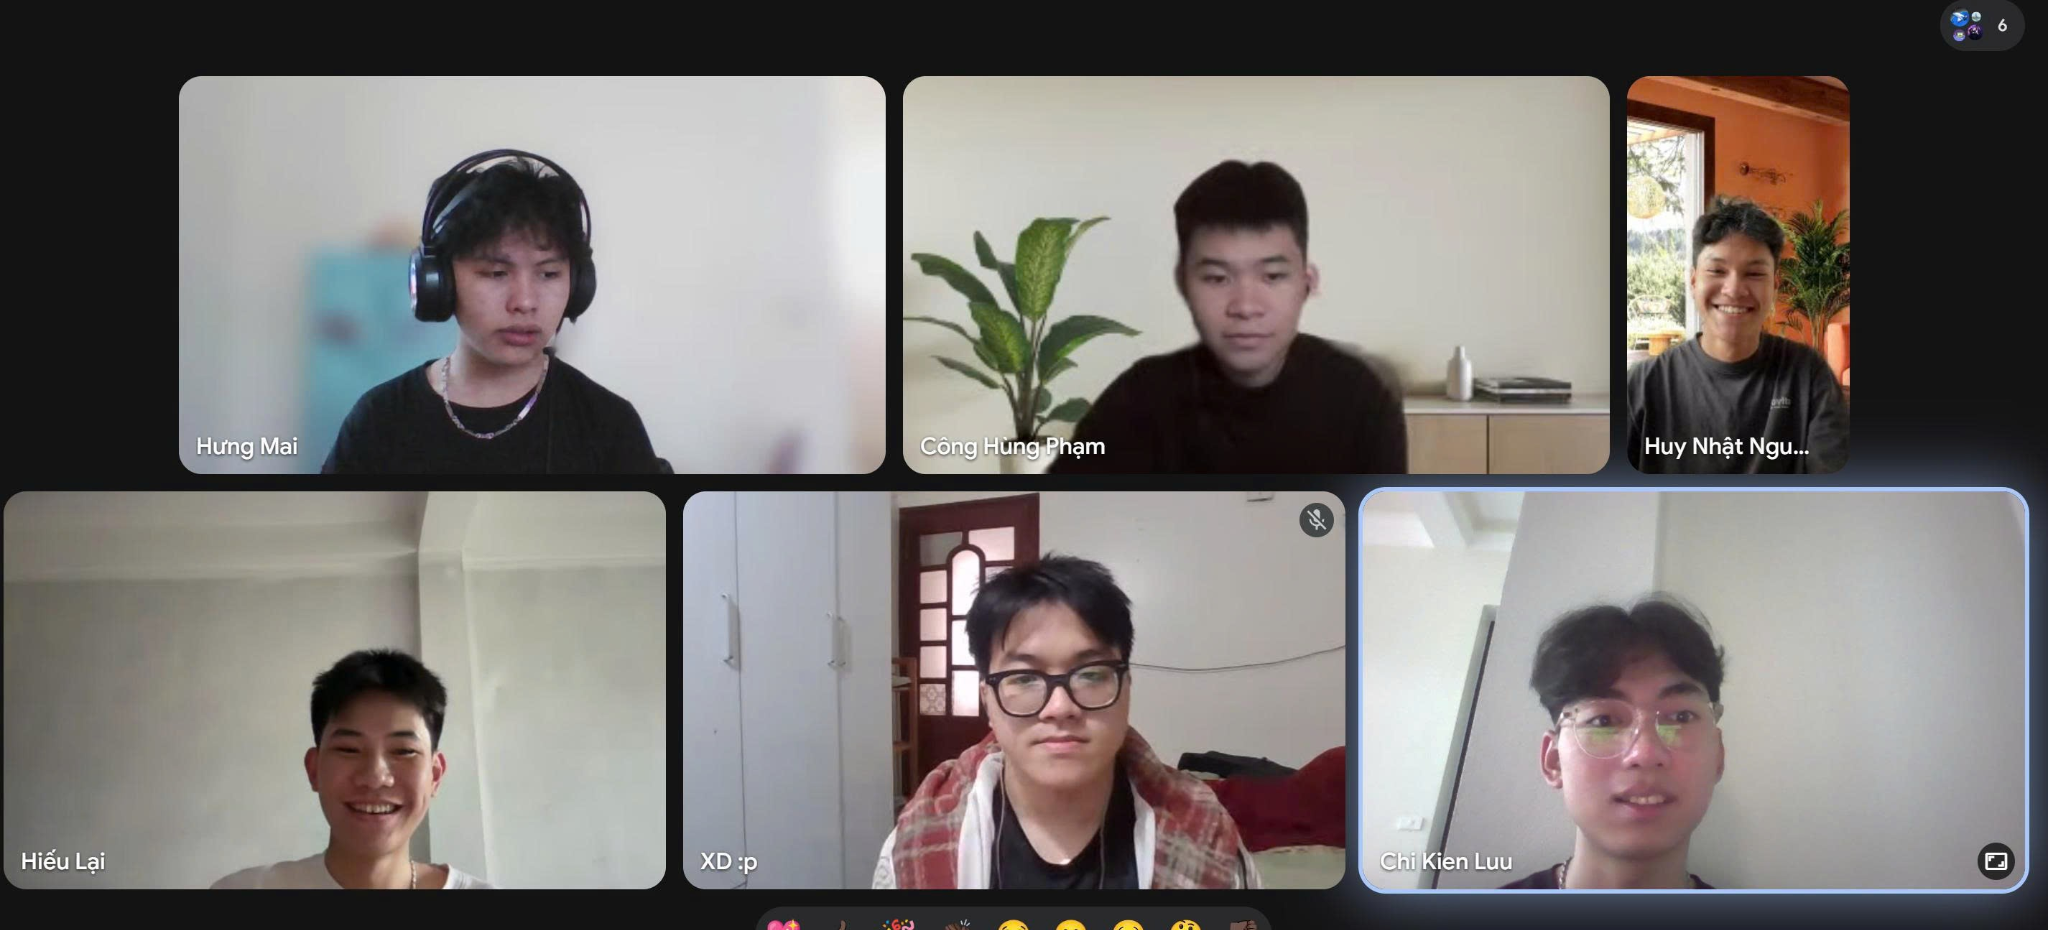 6
Hưng Mai
Công Hùng Phạm
Huy Nhật Ngu...
Hiếu Lại
XD :p
Chi Kien Luu